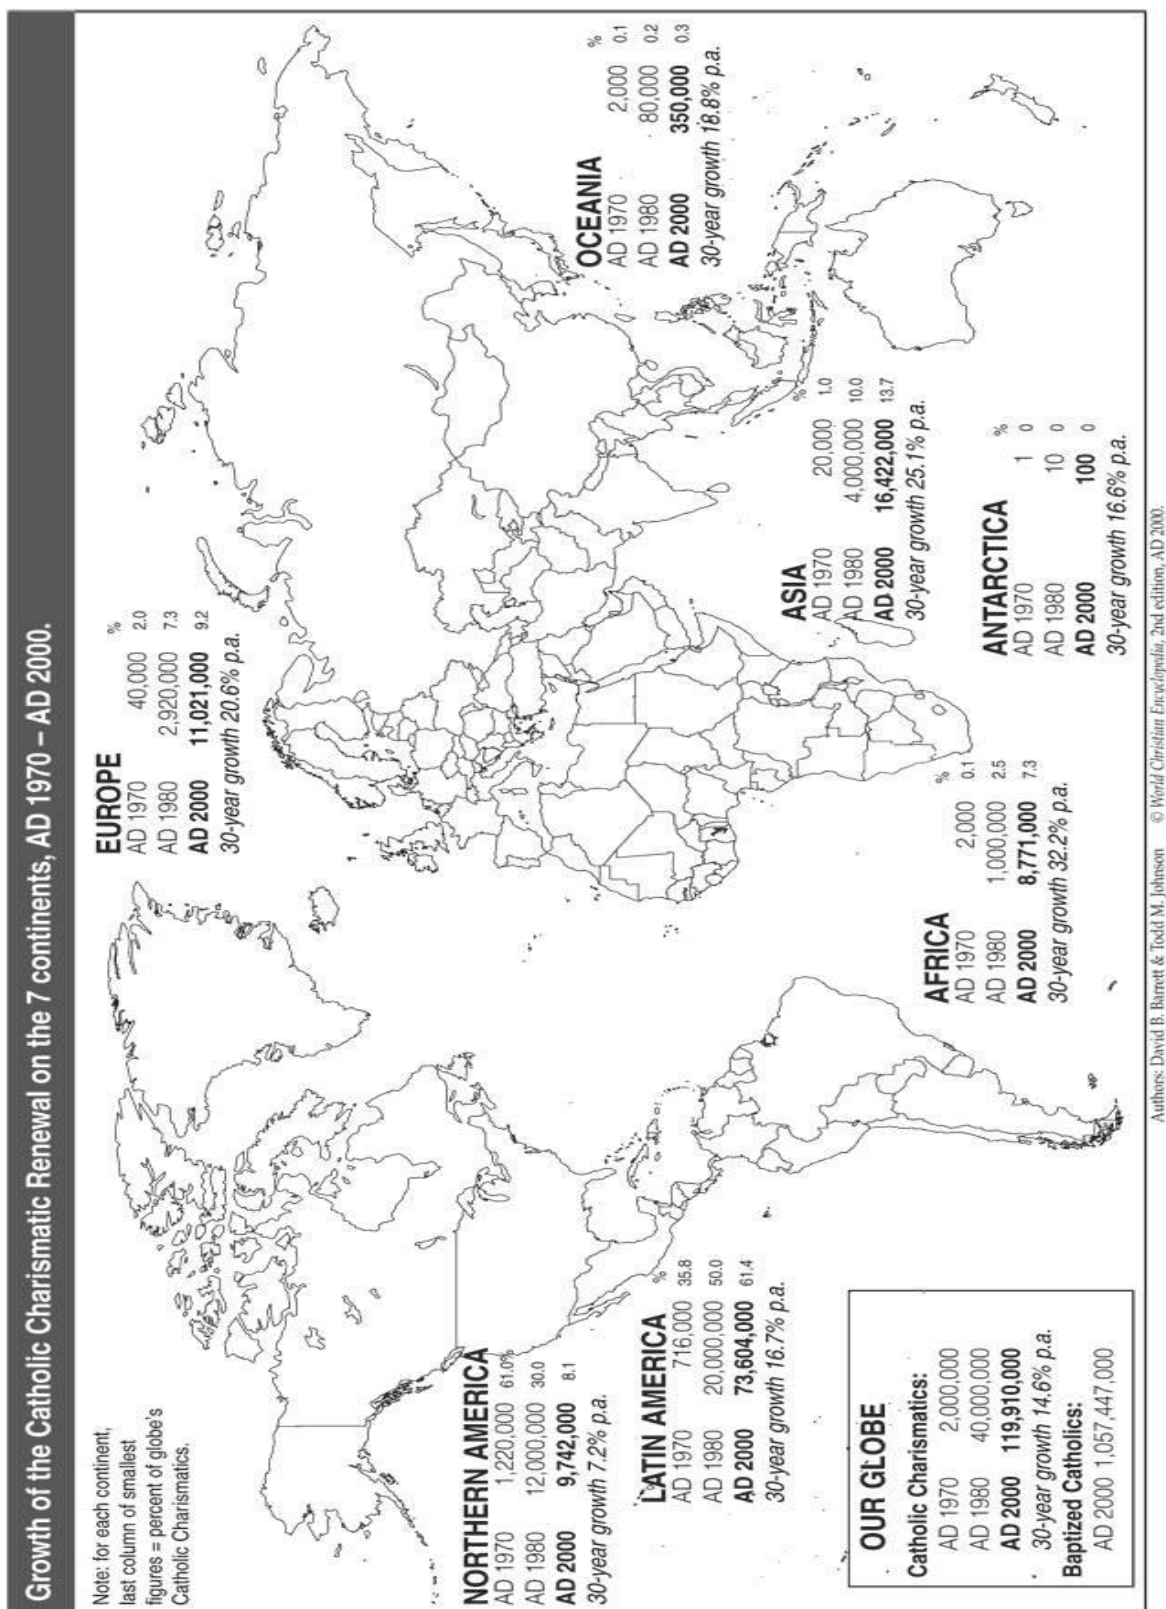 Growth of the Catholic Charismatic Renewal on the 7 continents, AD 1970 – AD 2000.
Note: for each continent,
last column of smallest
figures = percent of globe's
Catholic Charismatics.
EUROPE
%
AD 1970 40,000 2.0
AD 1980 2,920,000 7.3
AD 2000 11,021,000 9.2
30-year growth 20.6% p.a.
NORTHERN AMERICA
AD 1970 1,220,000 61.0%
AD 1980 12,000,000 30.0
AD 2000 9,742,000 8.1
30-year growth 7.2% p.a.
OCEANIA
%
AD 1970 2,000 0.1
AD 1980 80,000 0.2
AD 2000 350,000 0.3
30-year growth 18.8% p.a.
LATIN AMERICA
%
AD 1970 716,000 35.8
AD 1980 20,000,000 50.0
AD 2000 73,604,000 61.4
30-year growth 16.7% p.a.
ASIA
%
AD 1970 20,000 1.0
AD 1980 4,000,000 10.0
AD 2000 16,422,000 13.7
30-year growth 25.1% p.a.
AFRICA
%
AD 1970 2,000 0.1
AD 1980 1,000,000 2.5
AD 2000 8,771,000 7.3
30-year growth 32.2% p.a.
ANTARCTICA
%
AD 1970 1 0
AD 1980 10 0
AD 2000 100 0
30-year growth 16.6% p.a.
OUR GLOBE
Catholic Charismatics:
AD 1970 2,000,000
AD 1980 40,000,000
AD 2000 119,910,000
30-year growth 14.6% p.a.
Baptized Catholics:
AD 2000 1,057,447,000
Authors: David B. Barrett & Todd M. Johnson © World Christian Encyclopedia, 2nd edition, AD 2000.